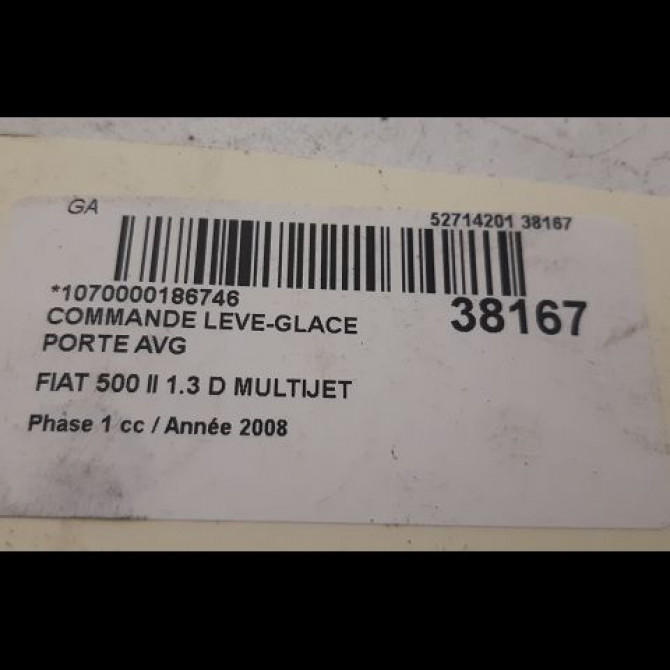 GA
52714201 38167
*1070000186746
38167
COMMANDE LEVE-GLACE
PORTE AVG
FIAT 500 II 1.3 D MULTIJET
Phase 1 cc / Année 2008